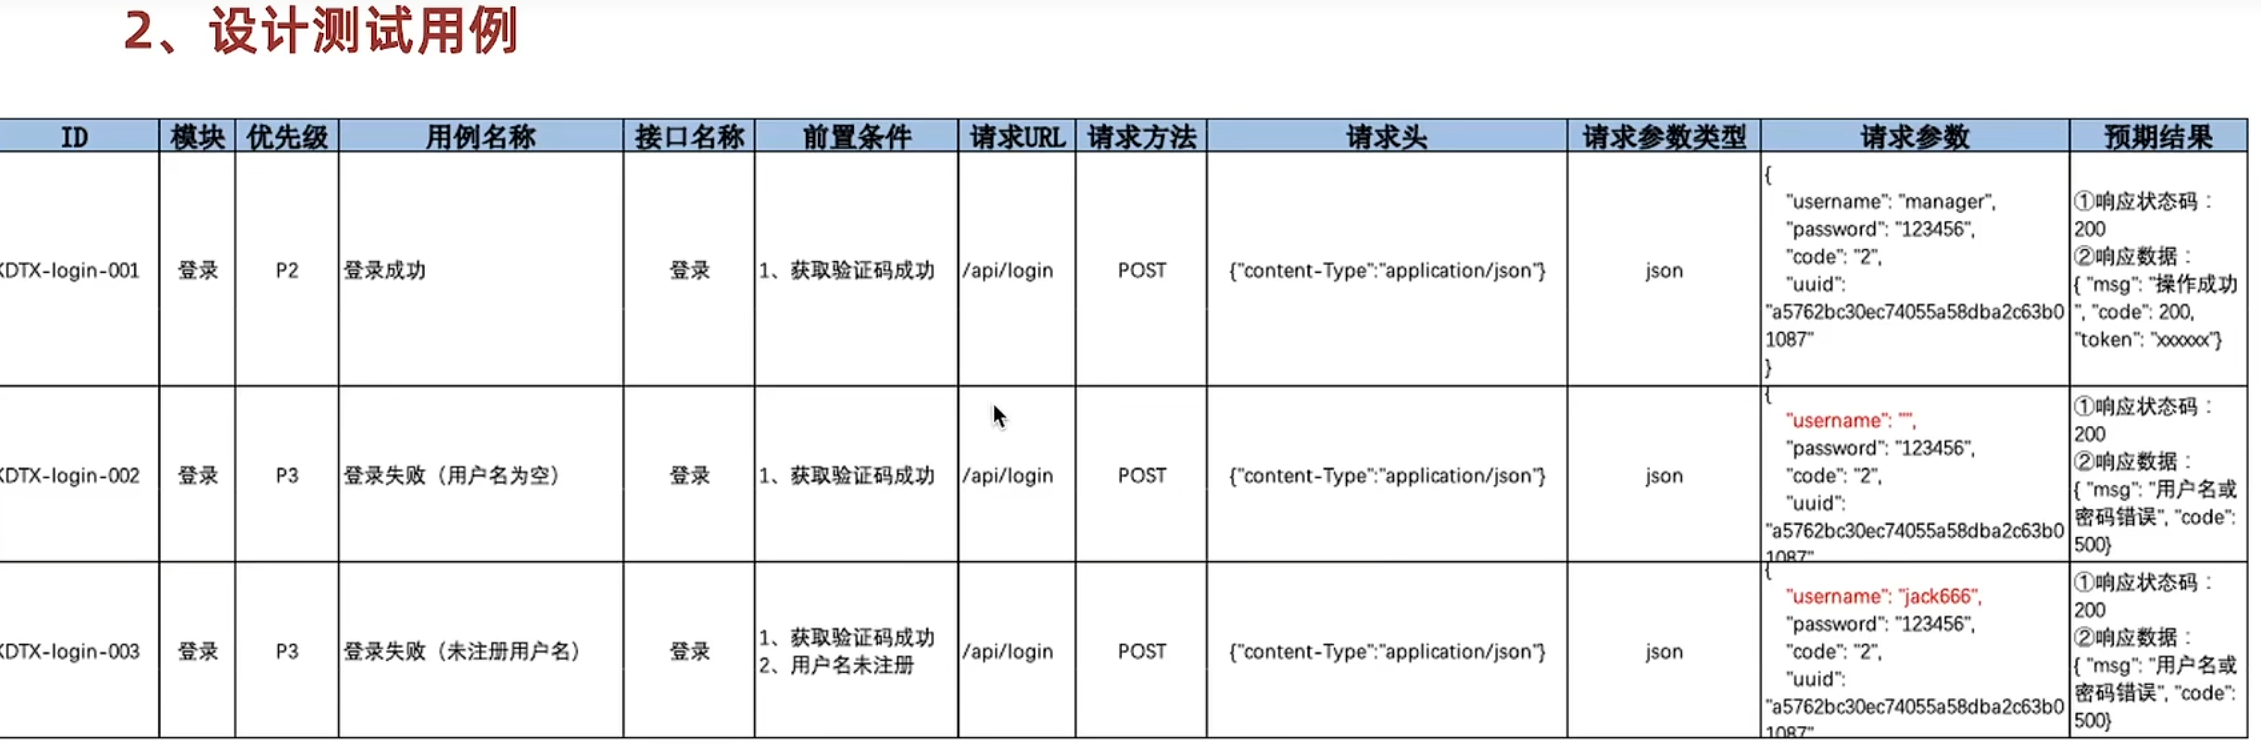 2、设计测试用例
ID 模块 优先级 用例名称 接口名称 前置条件 请求URL 请求方法 请求头 请求参数类型 请求参数 预期结果
KDTX-login-001
登录
P2
登录成功
登录
1、获取验证码成功
/api/login
POST
{"content-Type":"application/json"}
json
{
"username": "manager",
"password": "123456",
"code": "2",
"uuid":
"a5762bc30ec74055a58dba2c63b0
1087"
}
①响应状态码：
200
②响应数据：
{ "msg": "操作成功
", "code": 200,
"token": "xxxxxx"}
KDTX-login-002
登录
P3
登录失败（用户名为空）
登录
1、获取验证码成功
/api/login
POST
{"content-Type":"application/json"}
json
{
"username": "",
"password": "123456",
"code": "2",
"uuid":
"a5762bc30ec74055a58dba2c63b0
1087"
①响应状态码：
200
②响应数据：
{ "msg": "用户名或
密码错误", "code":
500}
KDTX-login-003
登录
P3
登录失败（未注册用户名）
登录
1、获取验证码成功
2、用户名未注册
/api/login
POST
{"content-Type":"application/json"}
json
{
"username": "jack666",
"password": "123456",
"code": "2",
"uuid":
"a5762bc30ec74055a58dba2c63b0
1087"
①响应状态码：
200
②响应数据：
{ "msg": "用户名或
密码错误", "code":
500}